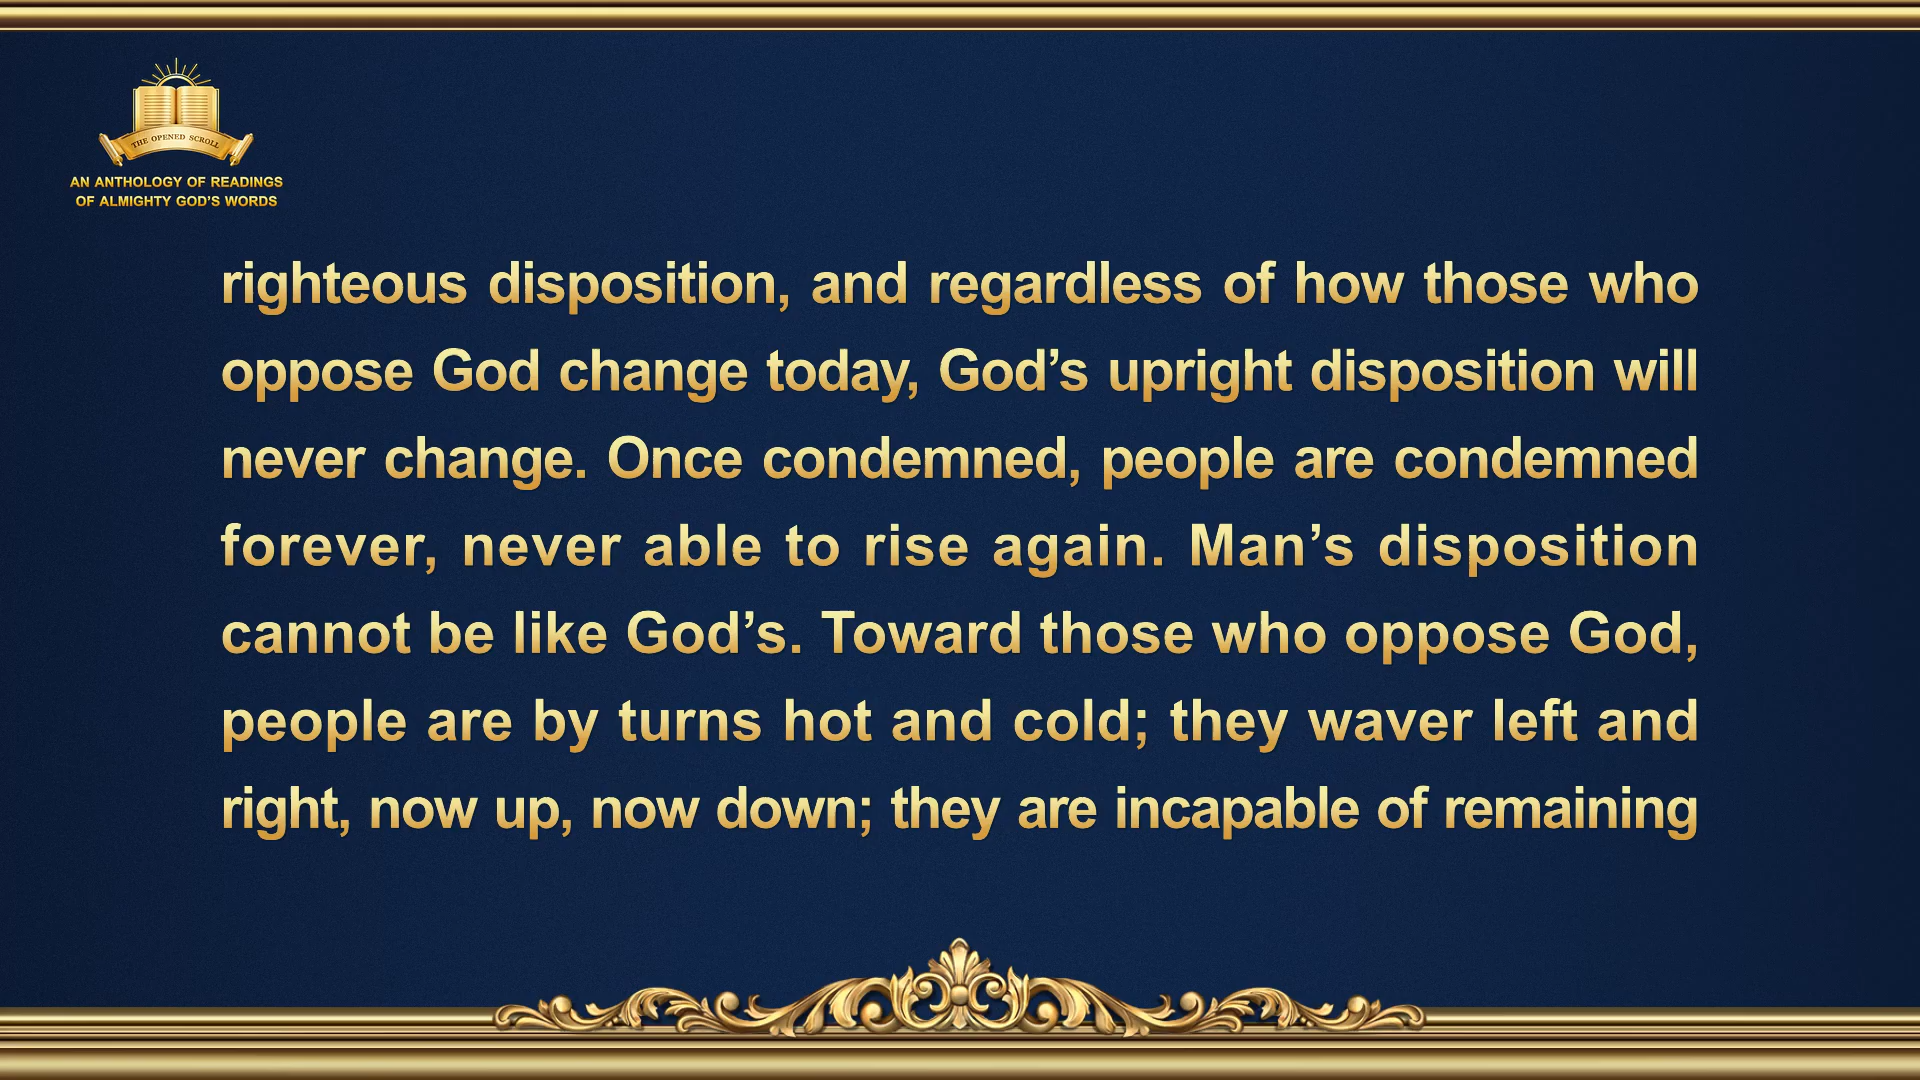 THE OPENED SCROLL
AN ANTHOLOGY OF READINGS
OF ALMIGHTY GOD’S WORDS
righteous disposition, and regardless of how those who
oppose God change today, God’s upright disposition will
never change. Once condemned, people are condemned
forever, never able to rise again. Man’s disposition
cannot be like God’s. Toward those who oppose God,
people are by turns hot and cold; they waver left and
right, now up, now down; they are incapable of remaining